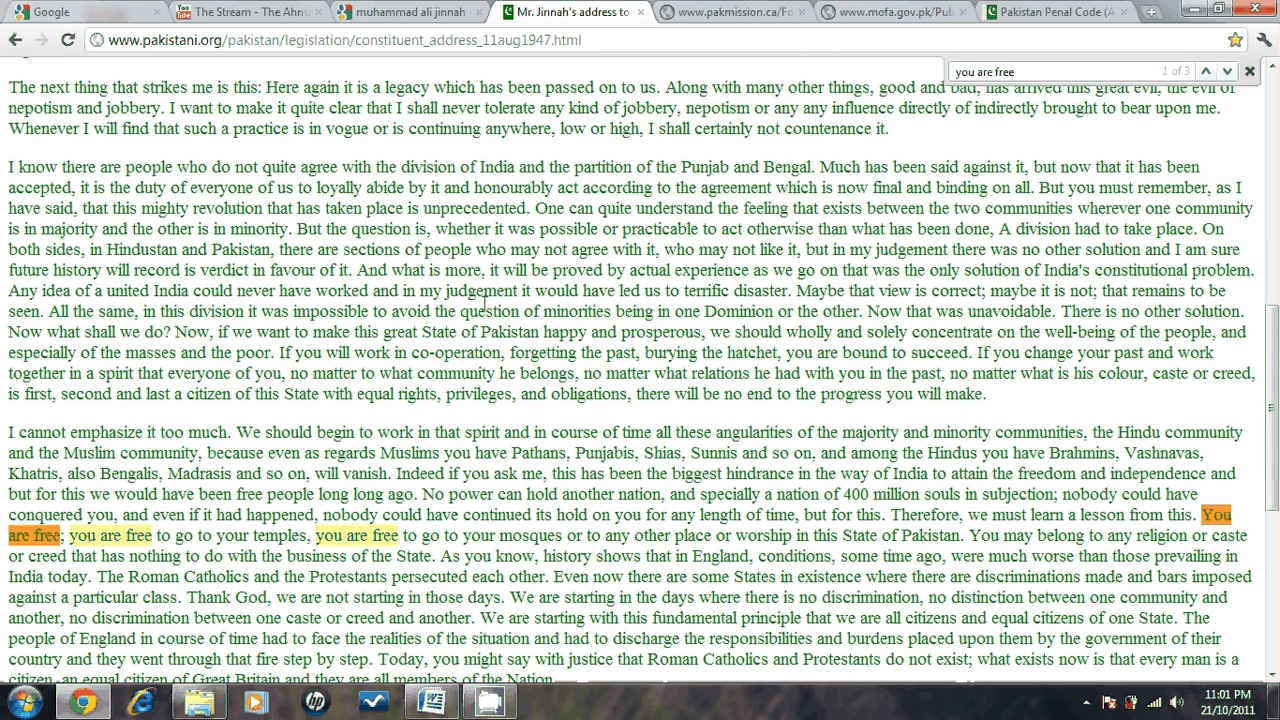 Google
The Stream - The Ahm
muhammad ali jinnah
Mr. Jinnah's address to
www.pakmission.ca/Fo
www.mofa.gov.pk/Pub
Pakistan Penal Code (A
www.pakistani.org/pakistan/legislation/constituent_address_11aug1947.html
you are free
1 of 3
The next thing that strikes me is this: Here again it is a legacy which has been passed on to us. Along with many other things, good and bad, has arrived this great evil, the evil of
nepotism and jobbery. I want to make it quite clear that I shall never tolerate any kind of jobbery, nepotism or any any influence directly of indirectly brought to bear upon me.
Whenever I will find that such a practice is in vogue or is continuing anywhere, low or high, I shall certainly not countenance it.
I know there are people who do not quite agree with the division of India and the partition of the Punjab and Bengal. Much has been said against it, but now that it has been
accepted, it is the duty of everyone of us to loyally abide by it and honourably act according to the agreement which is now final and binding on all. But you must remember, as I
have said, that this mighty revolution that has taken place is unprecedented. One can quite understand the feeling that exists between the two communities wherever one community
is in majority and the other is in minority. But the question is, whether it was possible or practicable to act otherwise than what has been done, A division had to take place. On
both sides, in Hindustan and Pakistan, there are sections of people who may not agree with it, who may not like it, but in my judgement there was no other solution and I am sure
future history will record is verdict in favour of it. And what is more, it will be proved by actual experience as we go on that was the only solution of India's constitutional problem.
Any idea of a united India could never have worked and in my judgement it would have led us to terrific disaster. Maybe that view is correct; maybe it is not; that remains to be
seen. All the same, in this division it was impossible to avoid the question of minorities being in one Dominion or the other. Now that was unavoidable. There is no other solution.
Now what shall we do? Now, if we want to make this great State of Pakistan happy and prosperous, we should wholly and solely concentrate on the well-being of the people, and
especially of the masses and the poor. If you will work in co-operation, forgetting the past, burying the hatchet, you are bound to succeed. If you change your past and work
together in a spirit that everyone of you, no matter to what community he belongs, no matter what relations he had with you in the past, no matter what is his colour, caste or creed,
is first, second and last a citizen of this State with equal rights, privileges, and obligations, there will be no end to the progress you will make.
I cannot emphasize it too much. We should begin to work in that spirit and in course of time all these angularities of the majority and minority communities, the Hindu community
and the Muslim community, because even as regards Muslims you have Pathans, Punjabis, Shias, Sunnis and so on, and among the Hindus you have Brahmins, Vashnavas,
Khatris, also Bengalis, Madrasis and so on, will vanish. Indeed if you ask me, this has been the biggest hindrance in the way of India to attain the freedom and independence and
but for this we would have been free people long long ago. No power can hold another nation, and specially a nation of 400 million souls in subjection; nobody could have
conquered you, and even if it had happened, nobody could have continued its hold on you for any length of time, but for this. Therefore, we must learn a lesson from this. You
are free; you are free to go to your temples, you are free to go to your mosques or to any other place or worship in this State of Pakistan. You may belong to any religion or caste
or creed that has nothing to do with the business of the State. As you know, history shows that in England, conditions, some time ago, were much worse than those prevailing in
India today. The Roman Catholics and the Protestants persecuted each other. Even now there are some States in existence where there are discriminations made and bars imposed
against a particular class. Thank God, we are not starting in those days. We are starting in the days where there is no discrimination, no distinction between one community and
another, no discrimination between one caste or creed and another. We are starting with this fundamental principle that we are all citizens and equal citizens of one State. The
people of England in course of time had to face the realities of the situation and had to discharge the responsibilities and burdens placed upon them by the government of their
country and they went through that fire step by step. Today, you might say with justice that Roman Catholics and Protestants do not exist; what exists now is that every man is a
citizen, an equal citizen of Great Britain and they are all members of the Nation.
11:01 PM
21/10/2011